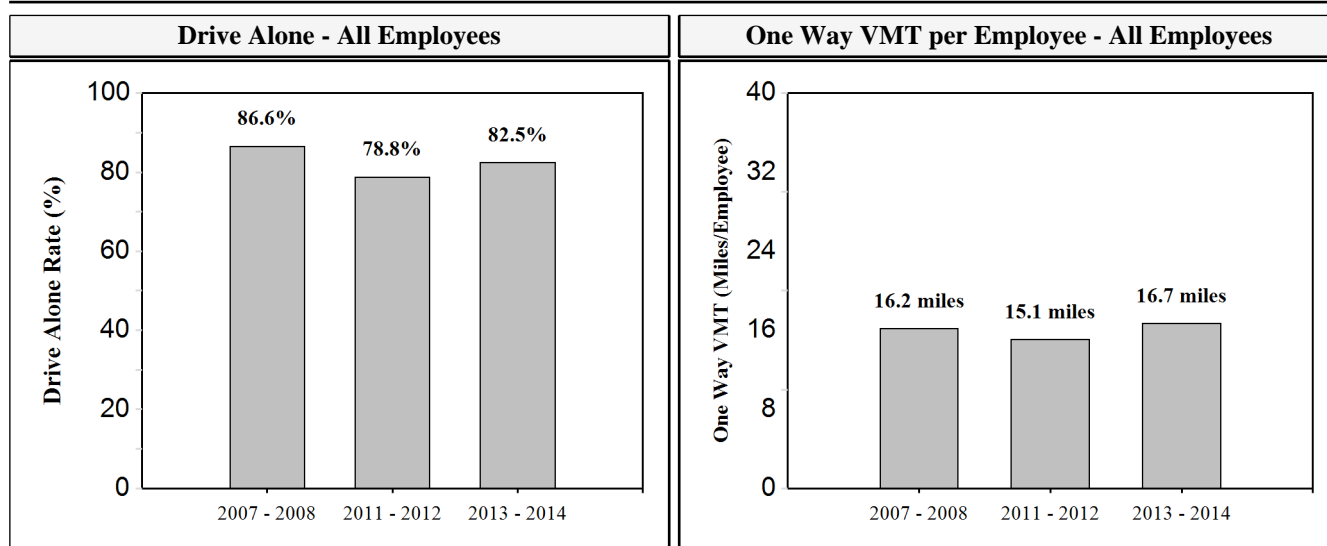 Drive Alone - All Employees
One Way VMT per Employee - All Employees
Drive Alone Rate (%)
100
80
60
40
20
0
86.6%
78.8%
82.5%
2007 - 2008
2011 - 2012
2013 - 2014
One Way VMT (Miles/Employee)
40
32
24
16
8
0
16.2 miles
15.1 miles
16.7 miles
2007 - 2008
2011 - 2012
2013 - 2014